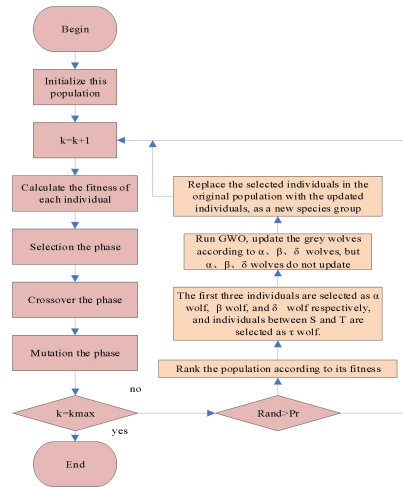 Begin
Initialize this
population
k=k+1
Calculate the fitness of
each individual
Selection the phase
Crossover the phase
Mutation the phase
no
k=kmax
yes
End
Replace the selected individuals in the
original population with the updated
individuals, as a new species group
Run GWO, update the grey wolves
according to α、β、δ wolves, but
α、β、δ wolves do not update
The first three individuals are selected as α
wolf, β wolf, and δ wolf respectively,
and individuals between S and T are
selected as τ wolf.
Rank the population according to its fitness
Rand>Pr